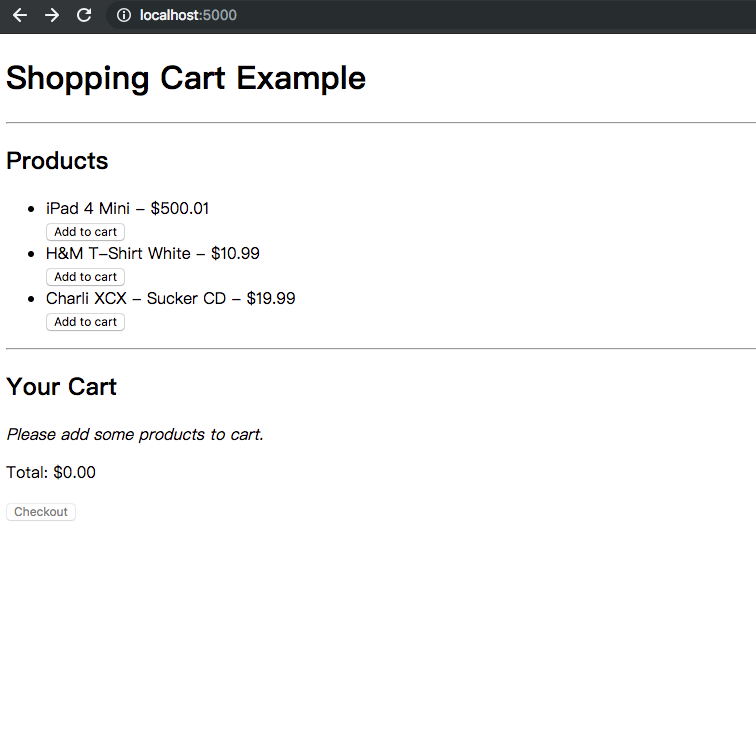 localhost:5000
Shopping Cart Example
Products
iPad 4 Mini – $500.01
Add to cart
H&M T–Shirt White – $10.99
Add to cart
Charli XCX – Sucker CD – $19.99
Add to cart
Your Cart
Please add some products to cart.
Total: $0.00
Checkout